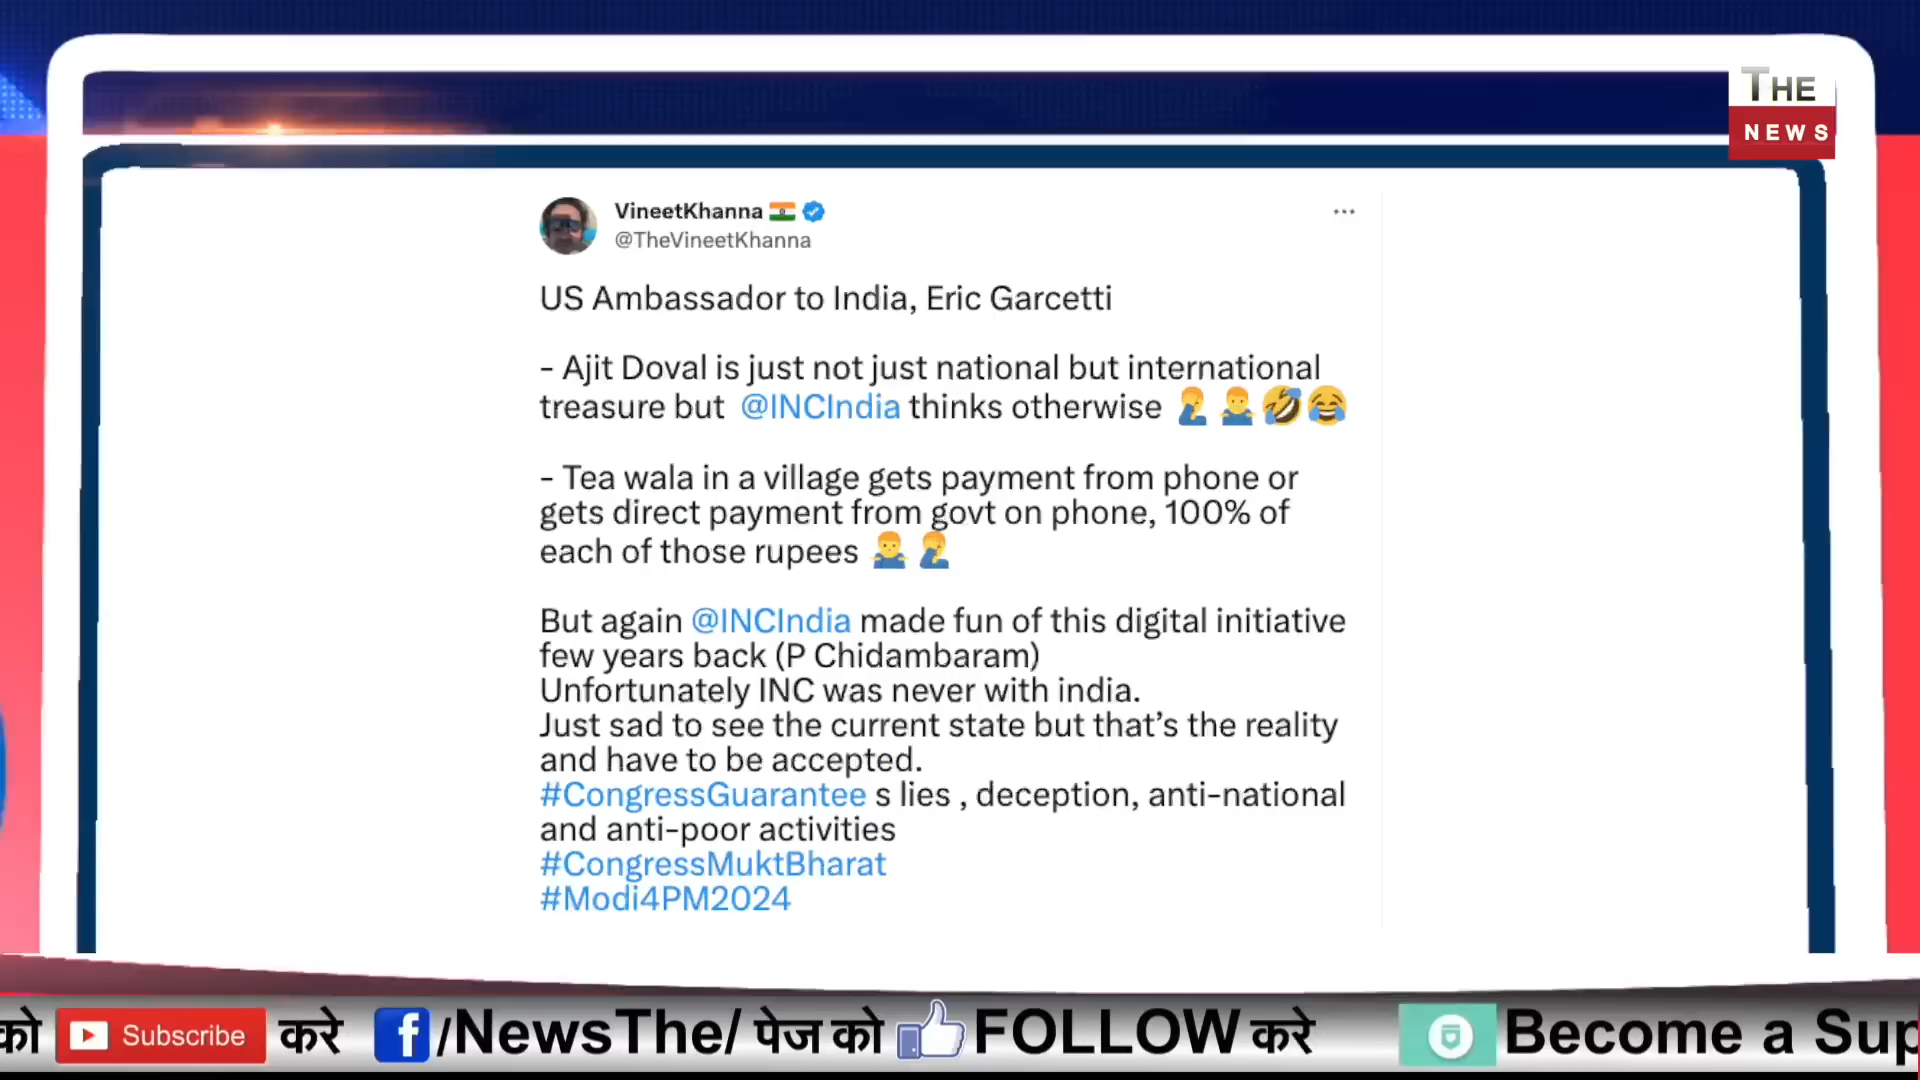 THE
NEWS
VineetKhanna
@TheVineetKhanna
US Ambassador to India, Eric Garcetti
- Ajit Doval is just not just national but international
treasure but @INCIndia thinks otherwise 🤦‍♂️🤷‍♂️🤣😂
- Tea wala in a village gets payment from phone or
gets direct payment from govt on phone, 100% of
each of those rupees 🤷‍♂️🤦‍♂️
But again @INCIndia made fun of this digital initiative
few years back (P Chidambaram)
Unfortunately INC was never with india.
Just sad to see the current state but that’s the reality
and have to be accepted.
#CongressGuarantee s lies , deception, anti-national
and anti-poor activities
#CongressMuktBharat
#Modi4PM2024
को Subscribe करे f/NewsThe/ पेज को FOLLOW करे Become a Sup